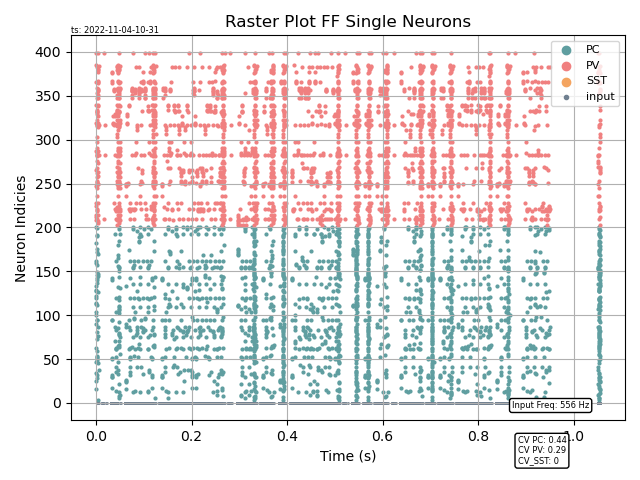 Raster Plot FF Single Neurons
ts: 2022-11-04-10-31
PC
PV
SST
input
Neuron Indicies
400
350
300
250
200
150
100
50
0
Input Freq: 556 Hz
0.0 0.2 0.4 0.6 0.8 1.0
Time (s)
CV PC: 0.44
CV PV: 0.29
CV_SST: 0